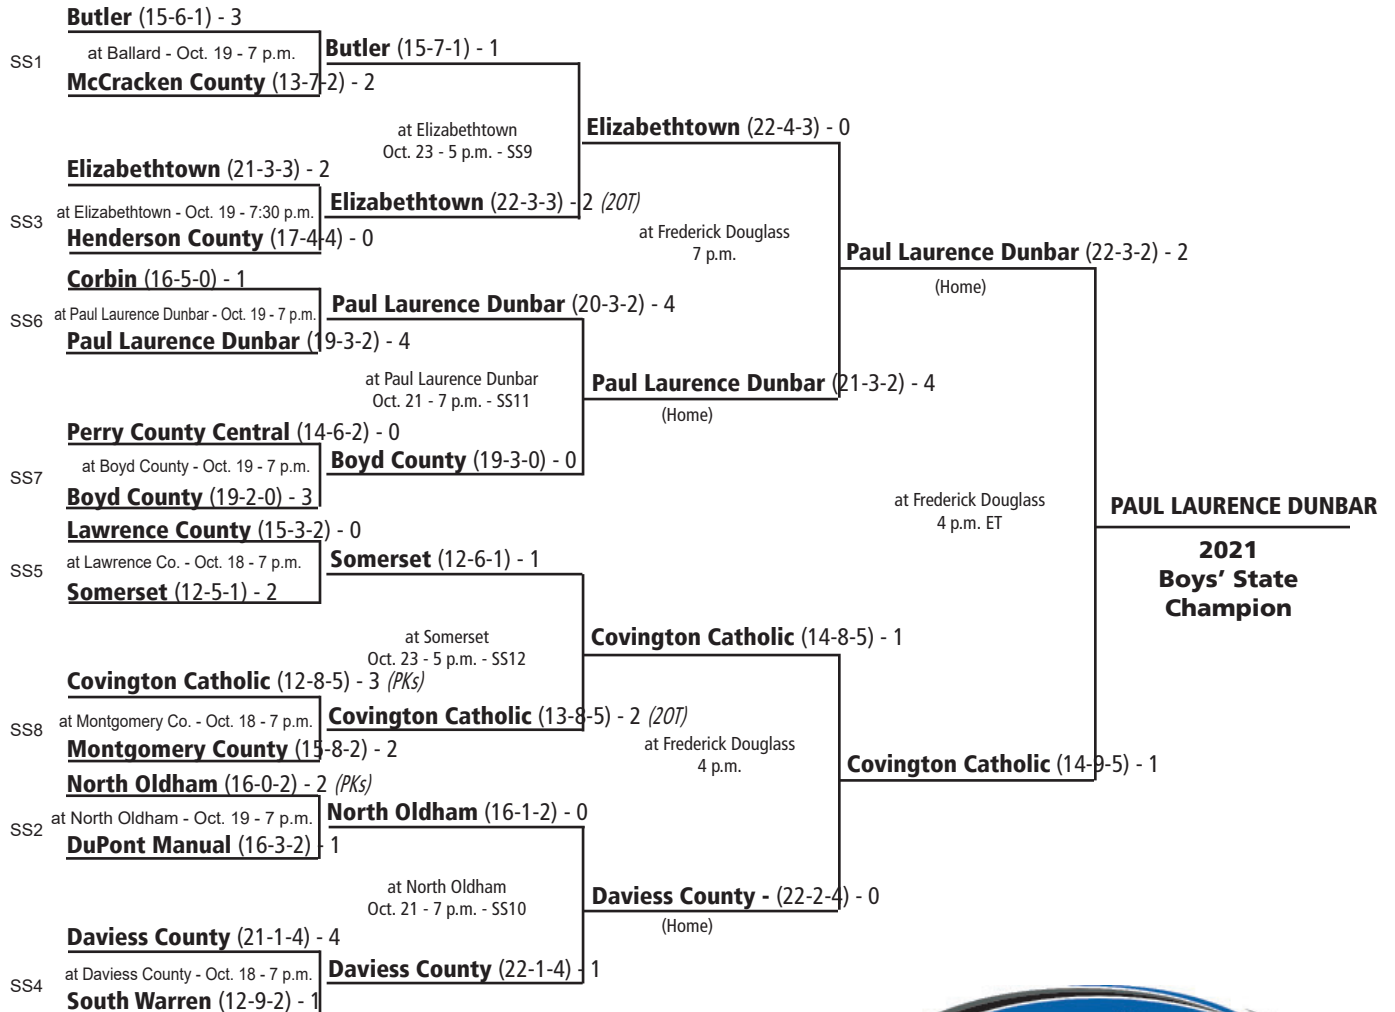 Butler (15-6-1) - 3
SS1
at Ballard - Oct. 19 - 7 p.m.
McCracken County (13-7-2) - 2
Butler (15-7-1) - 1
at Elizabethtown
Oct. 23 - 5 p.m. - SS9
Elizabethtown (21-3-3) - 2
SS3
at Elizabethtown - Oct. 19 - 7:30 p.m.
Henderson County (17-4-4) - 0
Elizabethtown (22-3-3) - 2 (2OT)
Elizabethtown (22-4-3) - 0
at Frederick Douglass
7 p.m.
Corbin (16-5-0) - 1
SS6
at Paul Laurence Dunbar - Oct. 19 - 7 p.m.
Paul Laurence Dunbar (19-3-2) - 4
Paul Laurence Dunbar (20-3-2) - 4
at Paul Laurence Dunbar
Oct. 21 - 7 p.m. - SS11
Perry County Central (14-6-2) - 0
SS7
at Boyd County - Oct. 19 - 7 p.m.
Boyd County (19-2-0) - 3
Boyd County (19-3-0) - 0
Paul Laurence Dunbar (21-3-2) - 4
(Home)
Paul Laurence Dunbar (22-3-2) - 2
(Home)
at Frederick Douglass
4 p.m. ET
PAUL LAURENCE DUNBAR
2021
Boys' State
Champion
Lawrence County (15-3-2) - 0
SS5
at Lawrence Co. - Oct. 18 - 7 p.m.
Somerset (12-5-1) - 2
Somerset (12-6-1) - 1
at Somerset
Oct. 23 - 5 p.m. - SS12
Covington Catholic (12-8-5) - 3 (PKs)
SS8
at Montgomery Co. - Oct. 18 - 7 p.m.
Montgomery County (15-8-2) - 2
Covington Catholic (13-8-5) - 2 (2OT)
Covington Catholic (14-8-5) - 1
at Frederick Douglass
4 p.m.
Covington Catholic (14-9-5) - 1
North Oldham (16-0-2) - 2 (PKs)
SS2
at North Oldham - Oct. 19 - 7 p.m.
DuPont Manual (16-3-2) - 1
North Oldham (16-1-2) - 0
at North Oldham
Oct. 21 - 7 p.m. - SS10
Daviess County - (22-2-4) - 0
(Home)
Daviess County (21-1-4) - 4
SS4
at Daviess County - Oct. 18 - 7 p.m.
South Warren (12-9-2) - 1
Daviess County (22-1-4) - 1